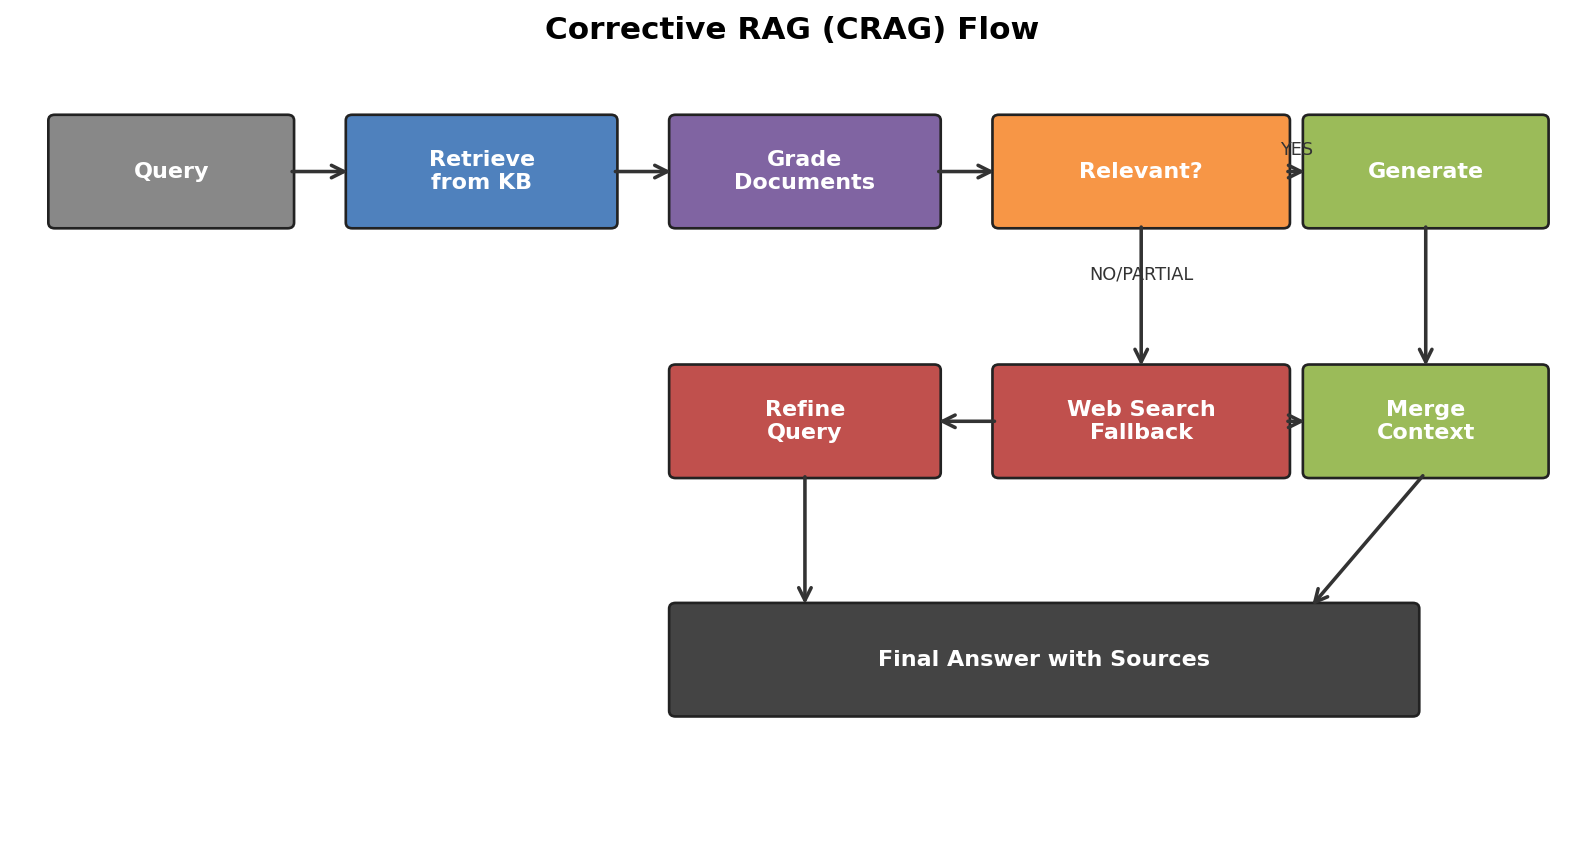 Corrective RAG (CRAG) Flow
Query
Retrieve
from KB
Grade
Documents
Relevant?
YES
Generate
NO/PARTIAL
Refine
Query
Web Search
Fallback
Merge
Context
Final Answer with Sources